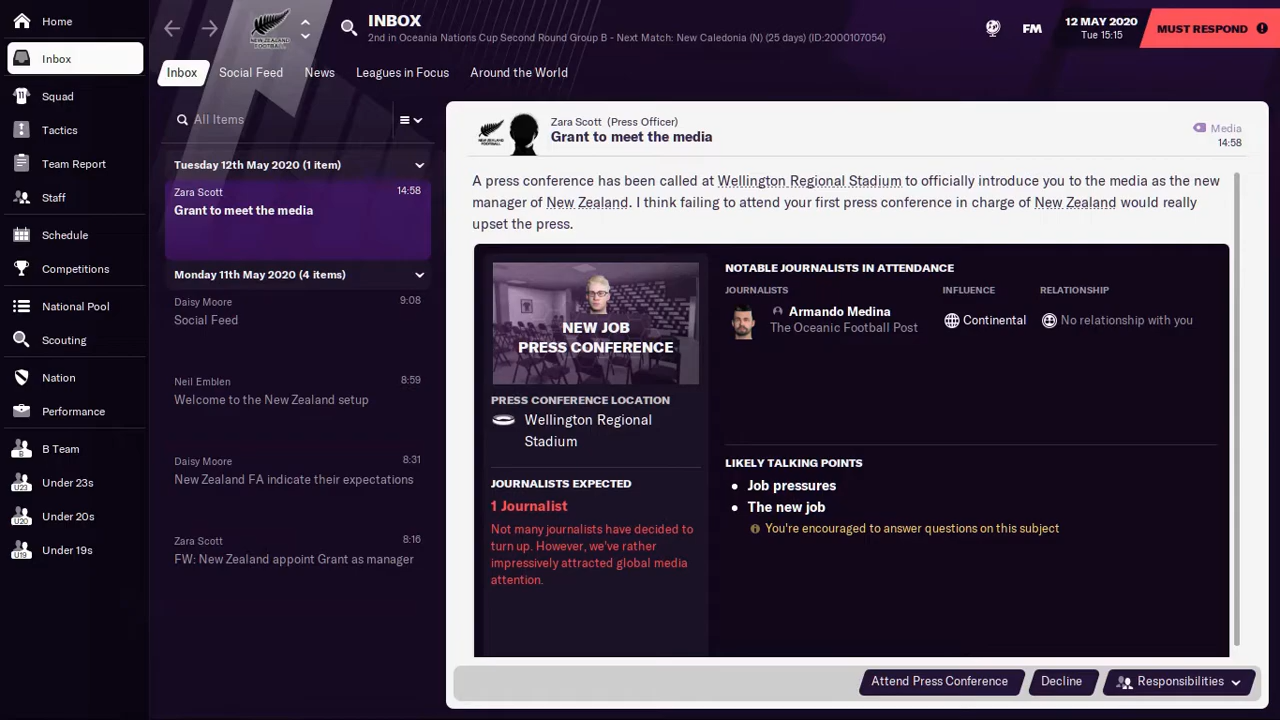 Home
Inbox
Squad
Tactics
Team Report
Staff
Schedule
Competitions
National Pool
Scouting
Nation
Performance
B Team
Under 23s
Under 20s
Under 19s
11
B
U23
U20
U19
NEW ZEALAND
FOOTBALL
INBOX
2nd in Oceania Nations Cup Second Round Group B - Next Match: New Caledonia (N) (25 days) (ID:2000107054)
FM
12 MAY 2020
Tue 15:15
MUST RESPOND
Inbox Social Feed News Leagues in Focus Around the World
All Items
Tuesday 12th May 2020 (1 item)
Zara Scott 14:58
Grant to meet the media
Monday 11th May 2020 (4 items)
Daisy Moore 9:08
Social Feed
Neil Emblen 8:59
Welcome to the New Zealand setup
Daisy Moore 8:31
New Zealand FA indicate their expectations
Zara Scott 8:16
FW: New Zealand appoint Grant as manager
NEW ZEALAND
FOOTBALL
Zara Scott (Press Officer)
Grant to meet the media
Media
14:58
A press conference has been called at Wellington Regional Stadium to officially introduce you to the media as the new
manager of New Zealand. I think failing to attend your first press conference in charge of New Zealand would really
upset the press.
NEW JOB
PRESS CONFERENCE
PRESS CONFERENCE LOCATION
Wellington Regional
Stadium
JOURNALISTS EXPECTED
1 Journalist
Not many journalists have decided to
turn up. However, we've rather
impressively attracted global media
attention.
NOTABLE JOURNALISTS IN ATTENDANCE
JOURNALISTS INFLUENCE RELATIONSHIP
Armando Medina
The Oceanic Football Post
Continental
No relationship with you
LIKELY TALKING POINTS
Job pressures
The new job
You're encouraged to answer questions on this subject
Attend Press Conference Decline Responsibilities